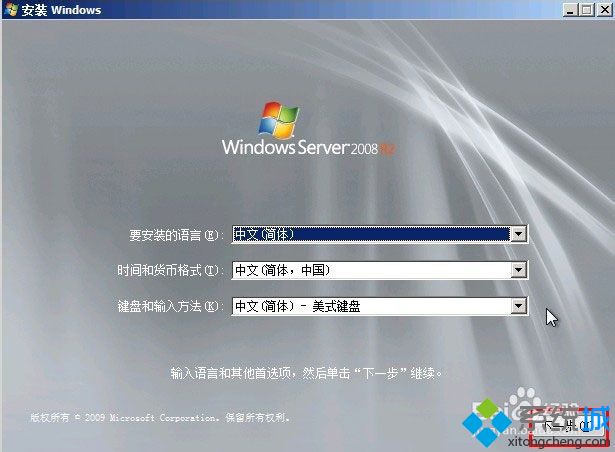 安装 Windows
Windows Server 2008 R2
要安装的语言(E): 中文(简体)
时间和货币格式(T): 中文(简体，中国)
键盘和输入方法(K): 中文(简体) - 美式键盘
输入语言和其他首选项，然后单击“下一步”继续。
版权所有 © 2009 Microsoft Corporation。保留所有权利。
下一步
xitongcheng.com